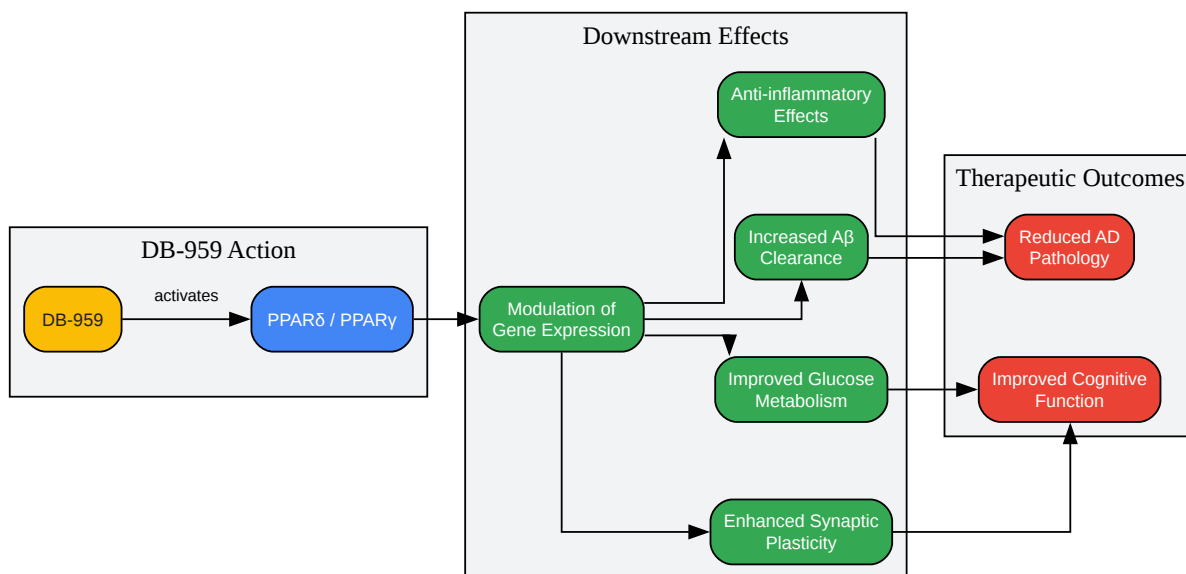 DB-959 Action
DB-959
activates
PPARδ / PPARγ
Downstream Effects
Modulation of
Gene Expression
Anti-inflammatory
Effects
Increased Aβ
Clearance
Improved Glucose
Metabolism
Enhanced Synaptic
Plasticity
Therapeutic Outcomes
Reduced AD
Pathology
Improved Cognitive
Function